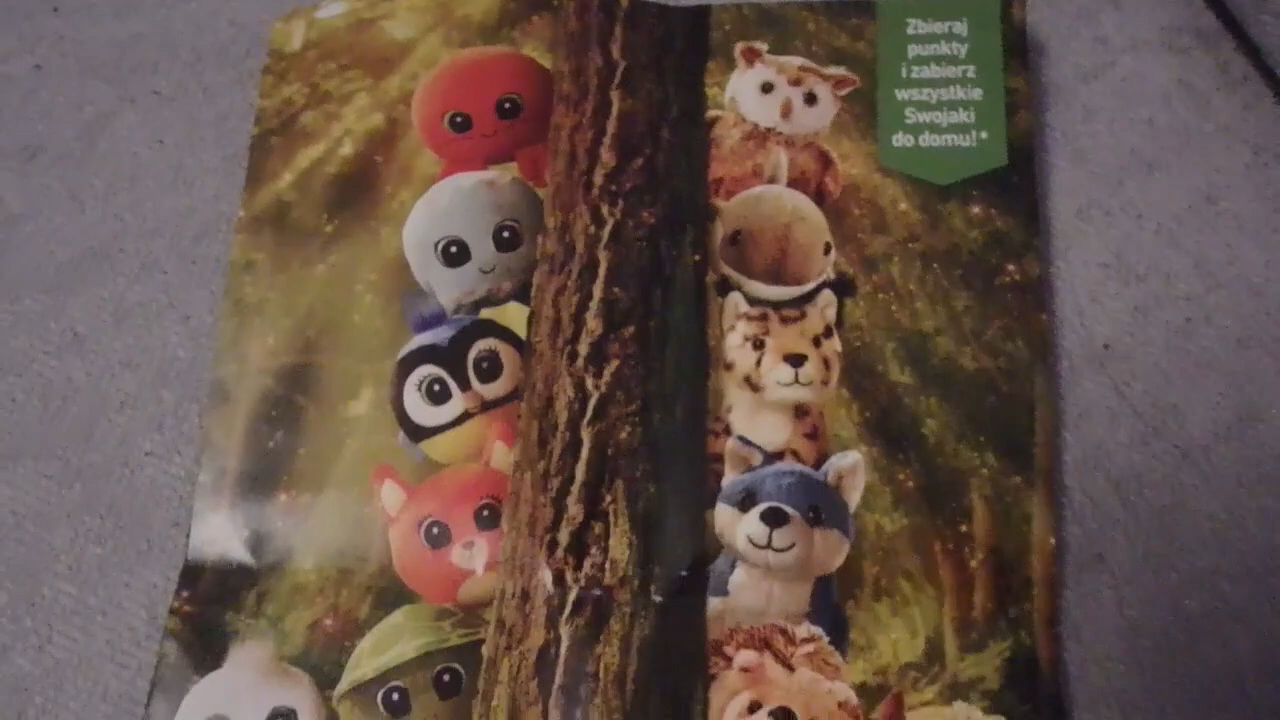 Zbieraj
punkty
i zabierz
wszystkie
Swojaki
do domu!*